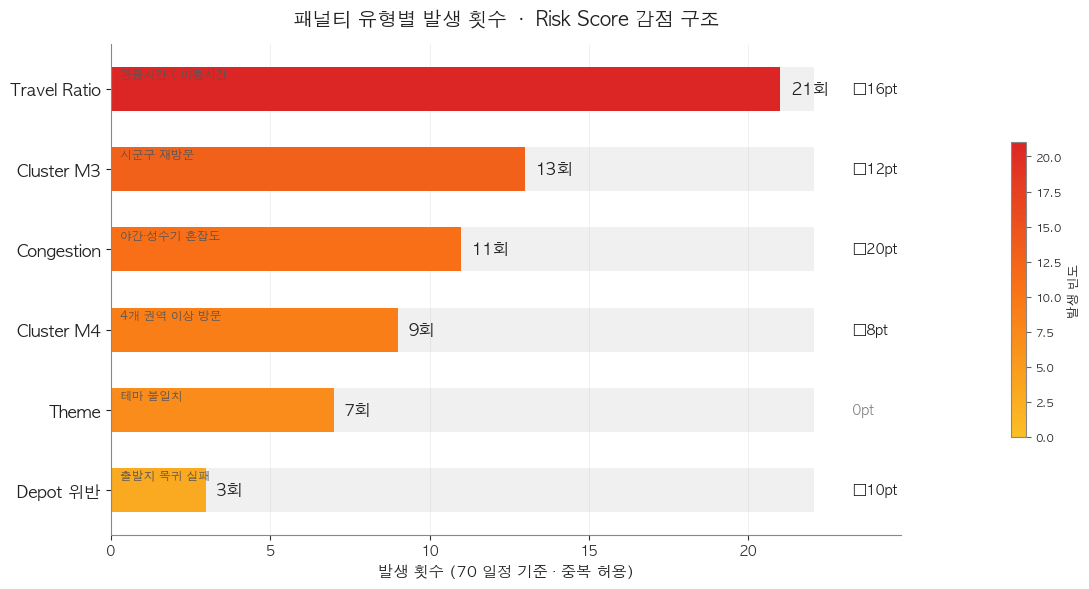 패널티 유형별 발생 횟수 · Risk Score 감점 구조
Travel Ratio
21회
□16pt
Cluster M3
시군구 재방문
13회
□12pt
Congestion
야간·성수기 혼잡도
11회
□20pt
Cluster M4
4개 권역 이상 방문
9회
□8pt
Theme
테마 불일치
7회
0pt
Depot 위반
출발지 복귀 실패
3회
□10pt
0 5 10 15 20
발생 횟수 (70 일정 기준 · 중복 허용)
20.0
17.5
15.0
12.5
10.0
7.5
5.0
2.5
0.0
발생 빈도